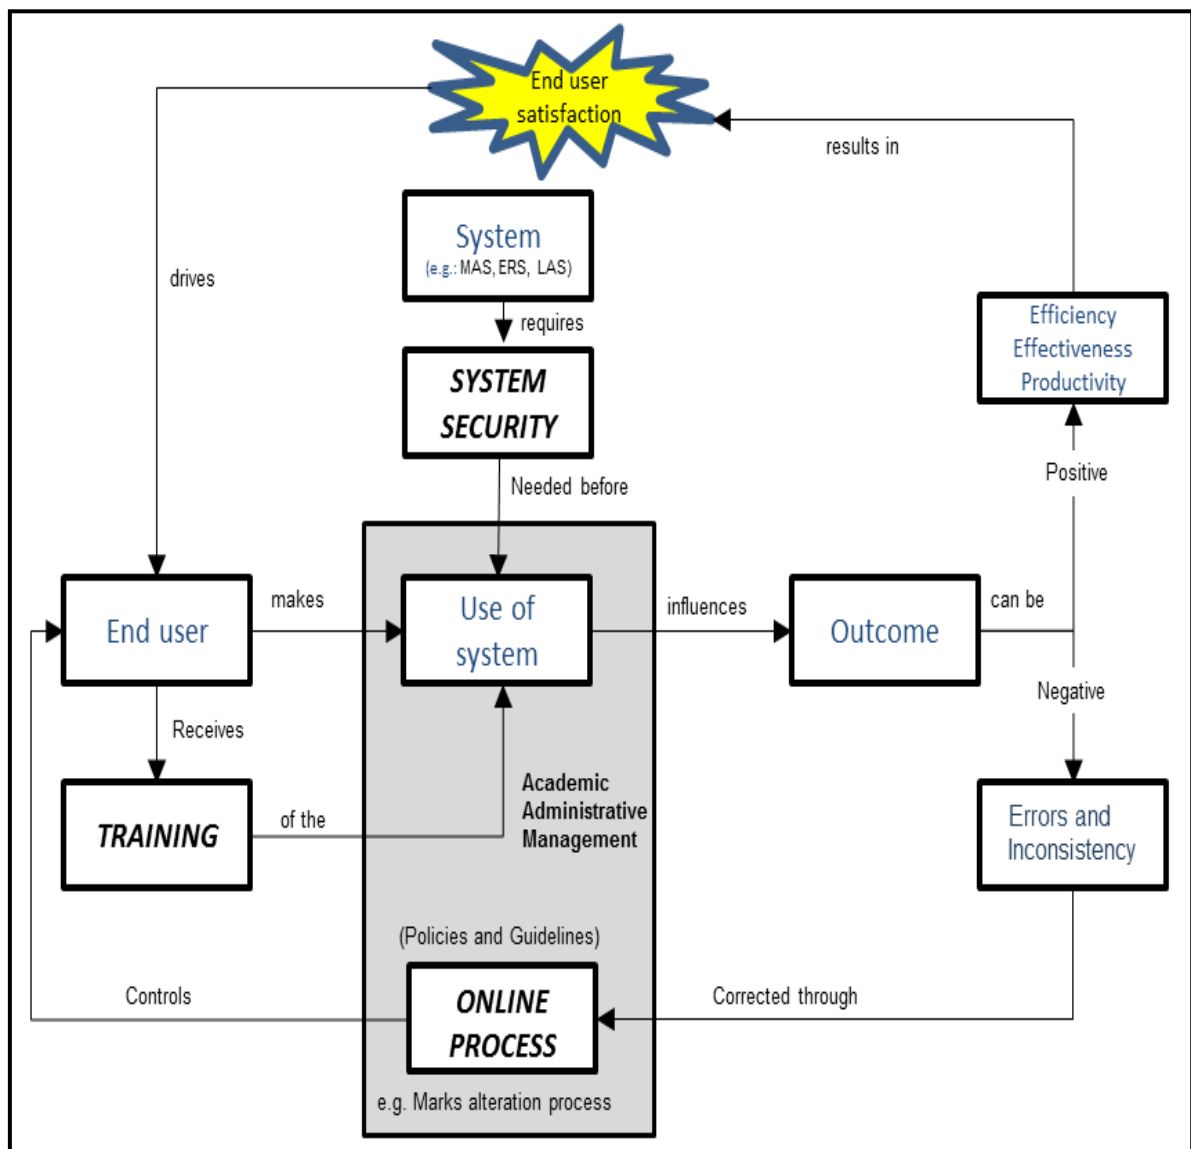 End user
satisfaction
results in
System
(e.g.: MAS, ERS, LAS)
drives
requires
Efficiency
Effectiveness
Productivity
SYSTEM
SECURITY
Needed before
Positive
End user
makes
Use of
system
influences
Outcome
can be
Negative
Receives
TRAINING
of the
Academic
Administrative
Management
Errors and
Inconsistency
(Policies and Guidelines)
Controls
ONLINE
PROCESS
Corrected through
e.g. Marks alteration process